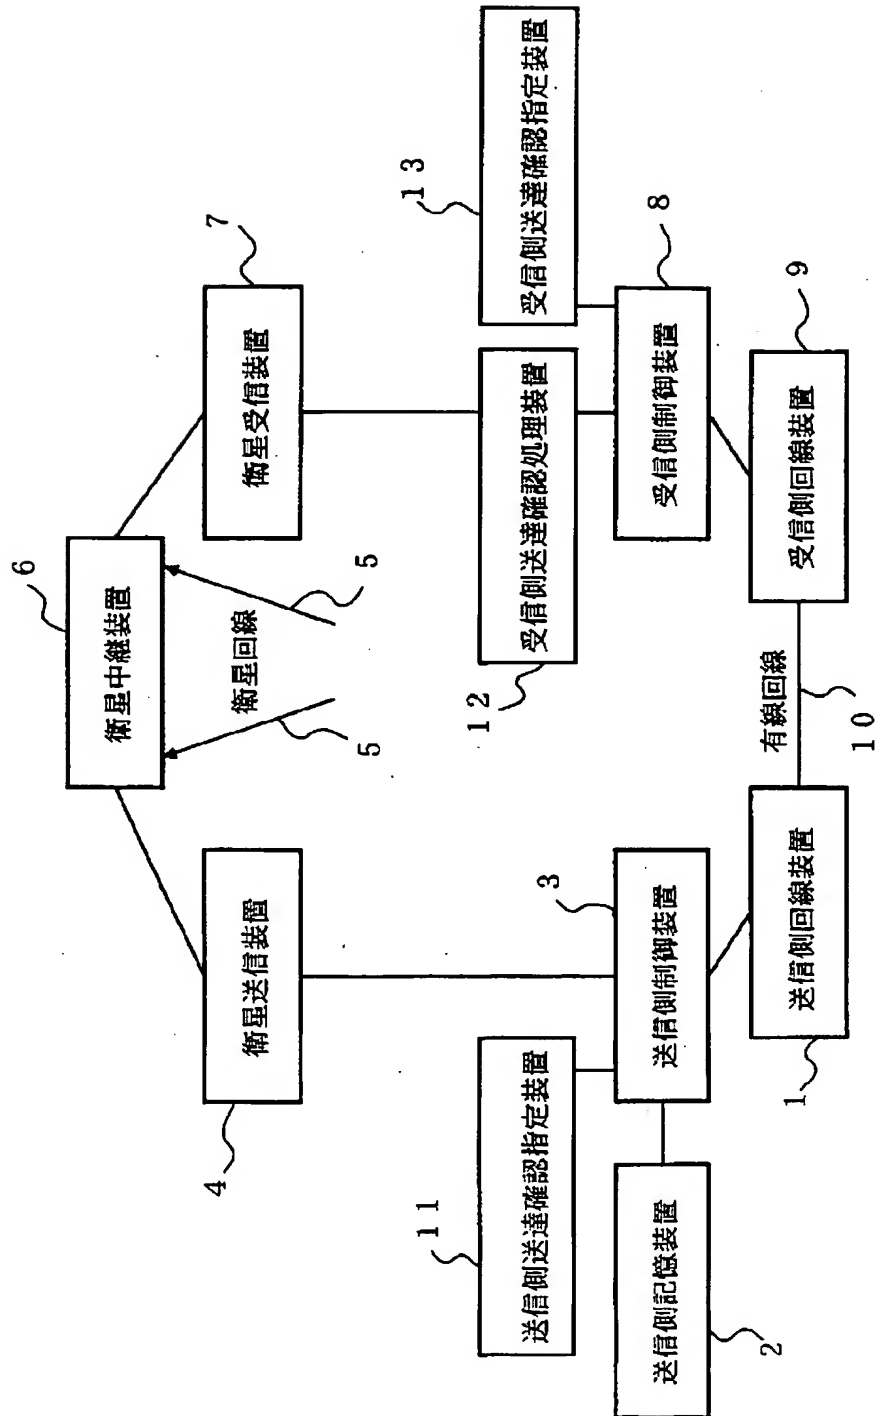 6
衛星中継装置
4
衛星送信装置
7
衛星受信装置
衛星回線
5
5
11
送信側送達確認指定装置
12
受信側送達確認処理装置
13
受信側送達確認指定装置
2
送信側記憶装置
3
送信側制御装置
8
受信側制御装置
1
送信側回線装置
有線回線
10
9
受信側回線装置